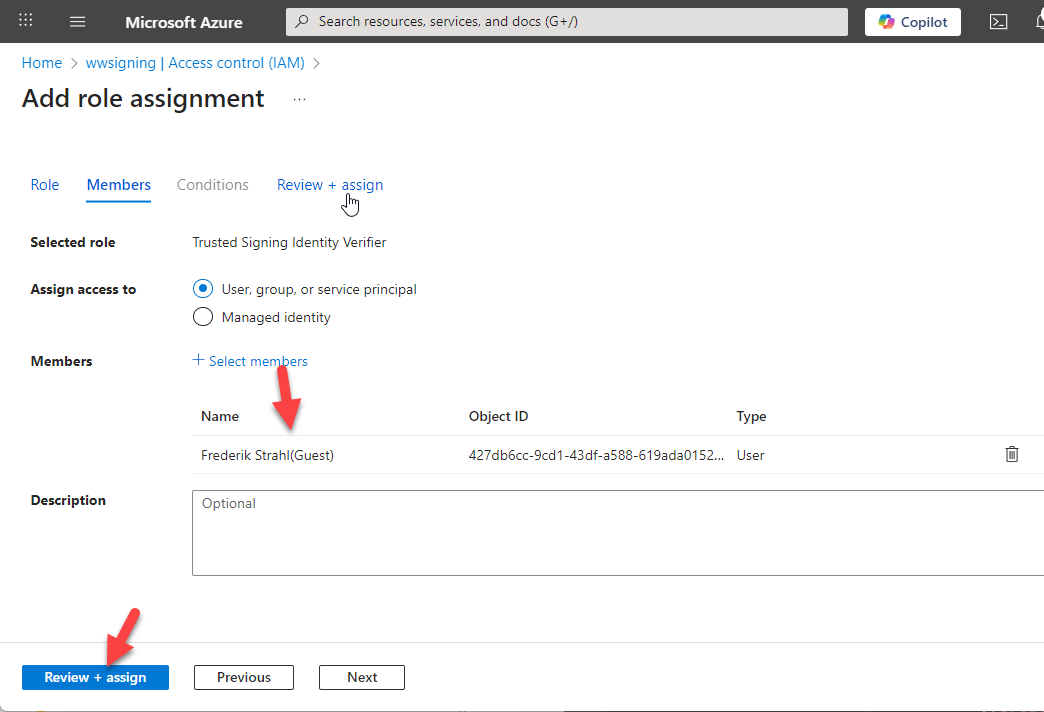 Microsoft Azure
Search resources, services, and docs (G+/)
Copilot
Home > wwsigning | Access control (IAM) >
Add role assignment ...
Role Members Conditions Review + assign
Selected role Trusted Signing Identity Verifier
Assign access to User, group, or service principal
Managed identity
Members + Select members
Name Object ID Type
Frederik Strahl(Guest) 427db6cc-9cd1-43df-a588-619ada0152... User
Description Optional
Review + assign Previous Next